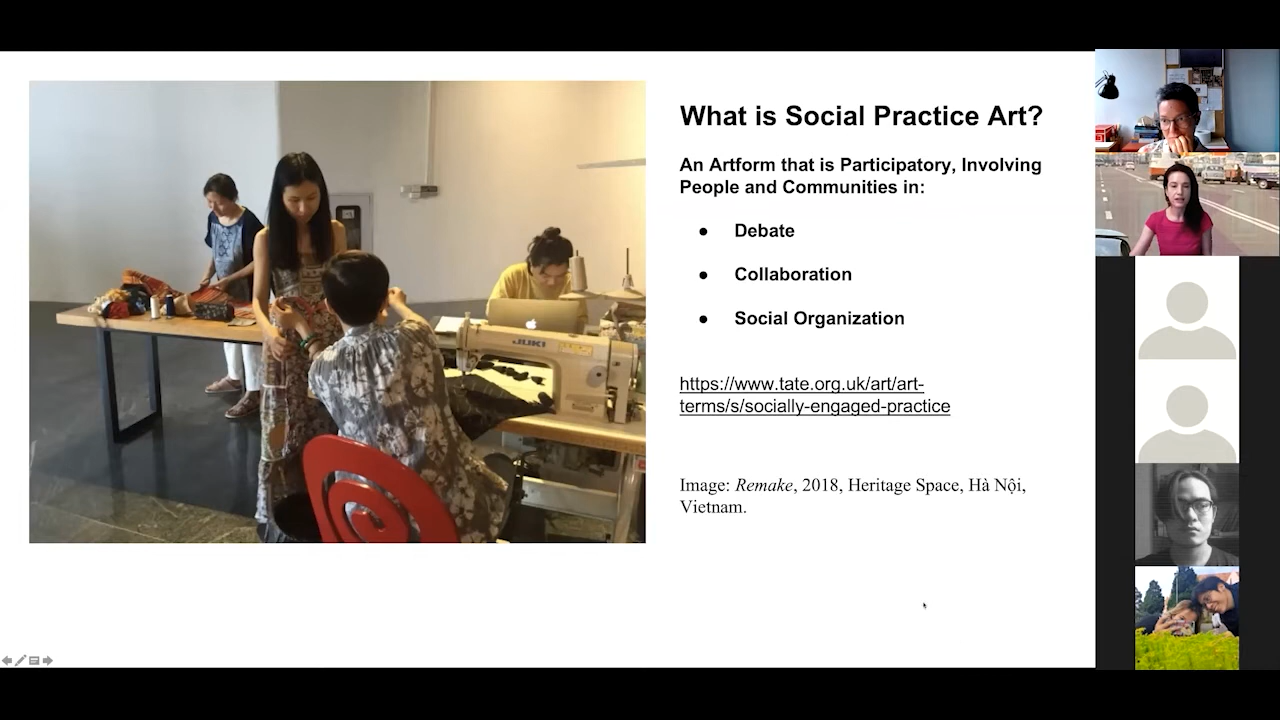 What is Social Practice Art?
An Artform that is Participatory, Involving
People and Communities in:
● Debate
● Collaboration
● Social Organization
https://www.tate.org.uk/art/art-
terms/s/socially-engaged-practice
Image: Remake, 2018, Heritage Space, Hà Nội,
Vietnam.
JUKI